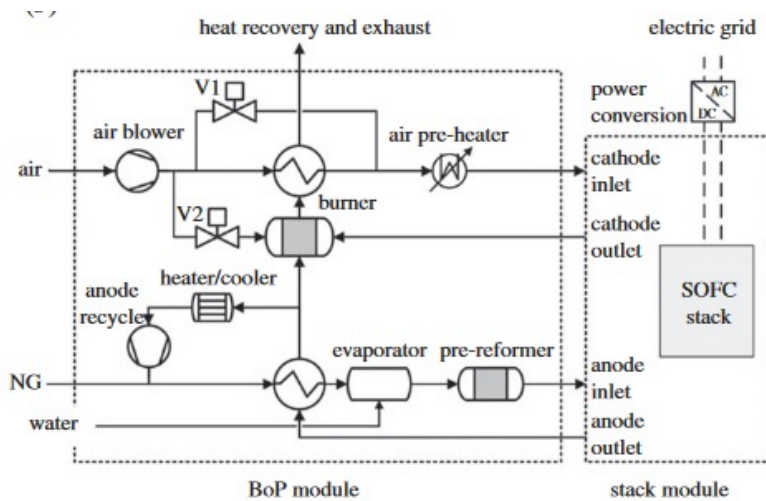 heat recovery and exhaust
electric grid
V1
power
conversion
AC
DC
air blower
air pre-heater
air
cathode
inlet
burner
V2
cathode
outlet
heater/cooler
anode
recycle
SOFC
stack
evaporator
pre-reformer
anode
inlet
NG
water
anode
outlet
BoP module
stack module